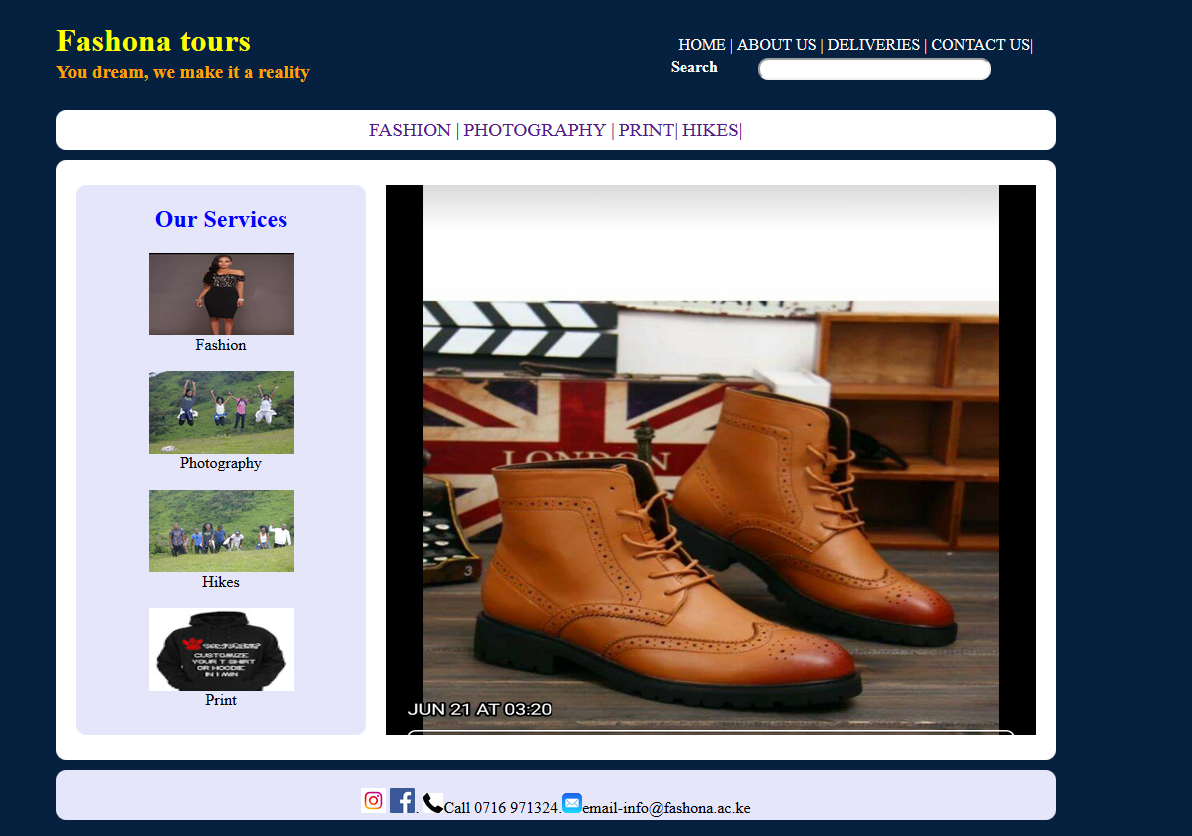 Fashona tours
You dream, we make it a reality
HOME | ABOUT US | DELIVERIES | CONTACT US|
Search
FASHION | PHOTOGRAPHY | PRINT| HIKES|
Our Services
Fashion
Photography
Hikes
CUSTOMIZE
YOUR T SHIRT
OR HOODIE
IN 1 MIN
Print
LONDON
3
JUN 21 AT 03:20
Call 0716 971324.
email-info@fashona.ac.ke